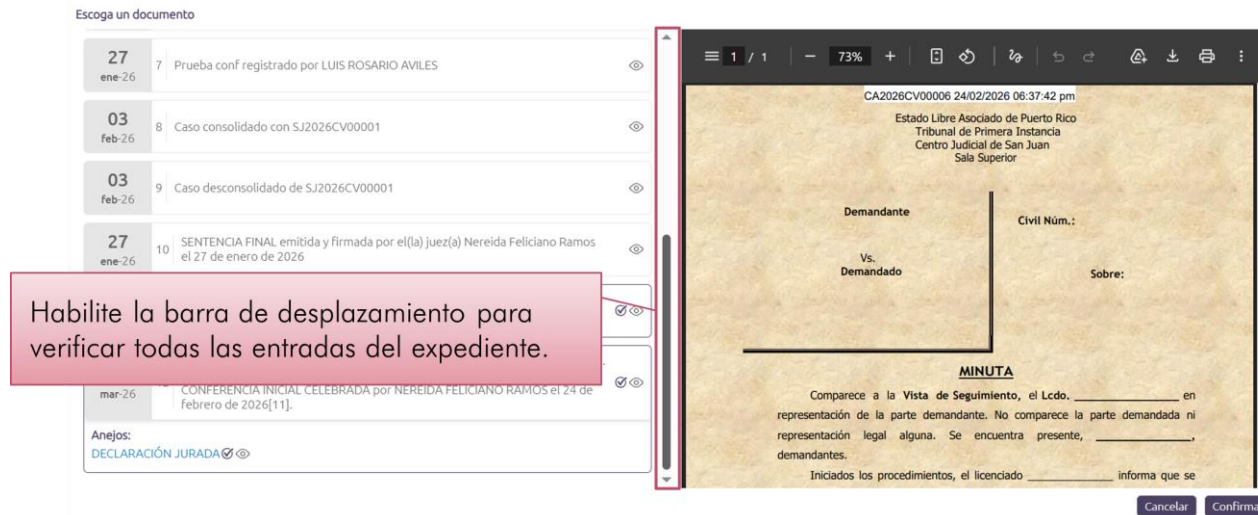 Escoga un documento
27
ene-26
7 Prueba conf registrado por LUIS ROSARIO AVILES
03
feb-26
8 Caso consolidado con SJ2026CV00001
03
feb-26
9 Caso desconsolidado de SJ2026CV00001
27
ene-26
10 SENTENCIA FINAL emitida y firmada por el(la) juez(a) Nereida Feliciano Ramos
el 27 de enero de 2026
Habilite la barra de desplazamiento para
verificar todas las entradas del expediente.
mar-26
CONFERENCIA INICIAL CELEBRADA por NEREIDA FELICIANO RAMOS el 24 de
febrero de 2026[11].
Anejos:
DECLARACIÓN JURADA
1 / 1 73%
CA2026CV00006 24/02/2026 06:37:42 pm
Estado Libre Asociado de Puerto Rico
Tribunal de Primera Instancia
Centro Judicial de San Juan
Sala Superior
Demandante
Civil Núm.:
Vs.
Demandado
Sobre:
MINUTA
Comparece a la Vista de Seguimiento, el Lcdo. ____________________ en
representación de la parte demandante. No comparece la parte demandada ni
representación legal alguna. Se encuentra presente, __________________,
demandantes.
Iniciados los procedimientos, el licenciado _______________ informa que se
Cancelar
Confirma